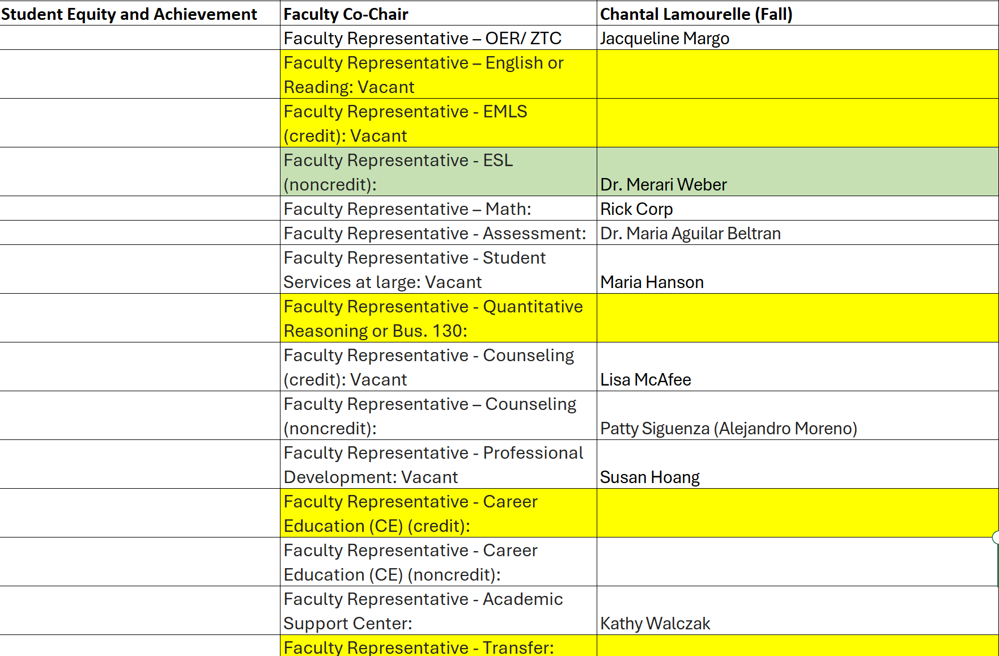 Student Equity and Achievement Faculty Co-Chair Chantal Lamourelle (Fall)
Faculty Representative – OER/ ZTC Jacqueline Margo
Faculty Representative – English or
Reading: Vacant
Faculty Representative - EMLS
(credit): Vacant
Faculty Representative - ESL
(noncredit): Dr. Merari Weber
Faculty Representative – Math: Rick Corp
Faculty Representative - Assessment: Dr. Maria Aguilar Beltran
Faculty Representative - Student
Services at large: Vacant Maria Hanson
Faculty Representative - Quantitative
Reasoning or Bus. 130:
Faculty Representative - Counseling
(credit): Vacant Lisa McAfee
Faculty Representative – Counseling
(noncredit): Patty Siguenza (Alejandro Moreno)
Faculty Representative - Professional
Development: Vacant Susan Hoang
Faculty Representative - Career
Education (CE) (credit):
Faculty Representative - Career
Education (CE) (noncredit):
Faculty Representative - Academic
Support Center: Kathy Walczak
Faculty Representative - Transfer: